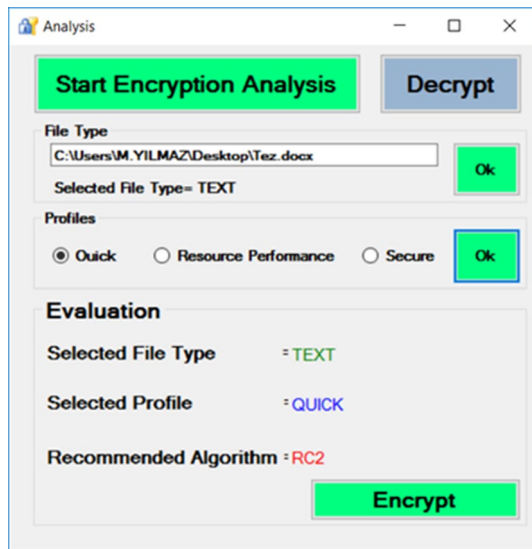 Analysis
Start Encryption Analysis
Decrypt
File Type
C:\Users\M.YILMAZ\Desktop\Tez.docx
Ok
Selected File Type= TEXT
Profiles
Quick
Resource Performance
Secure
Ok
Evaluation
Selected File Type =TEXT
Selected Profile =QUICK
Recommended Algorithm =RC2
Encrypt